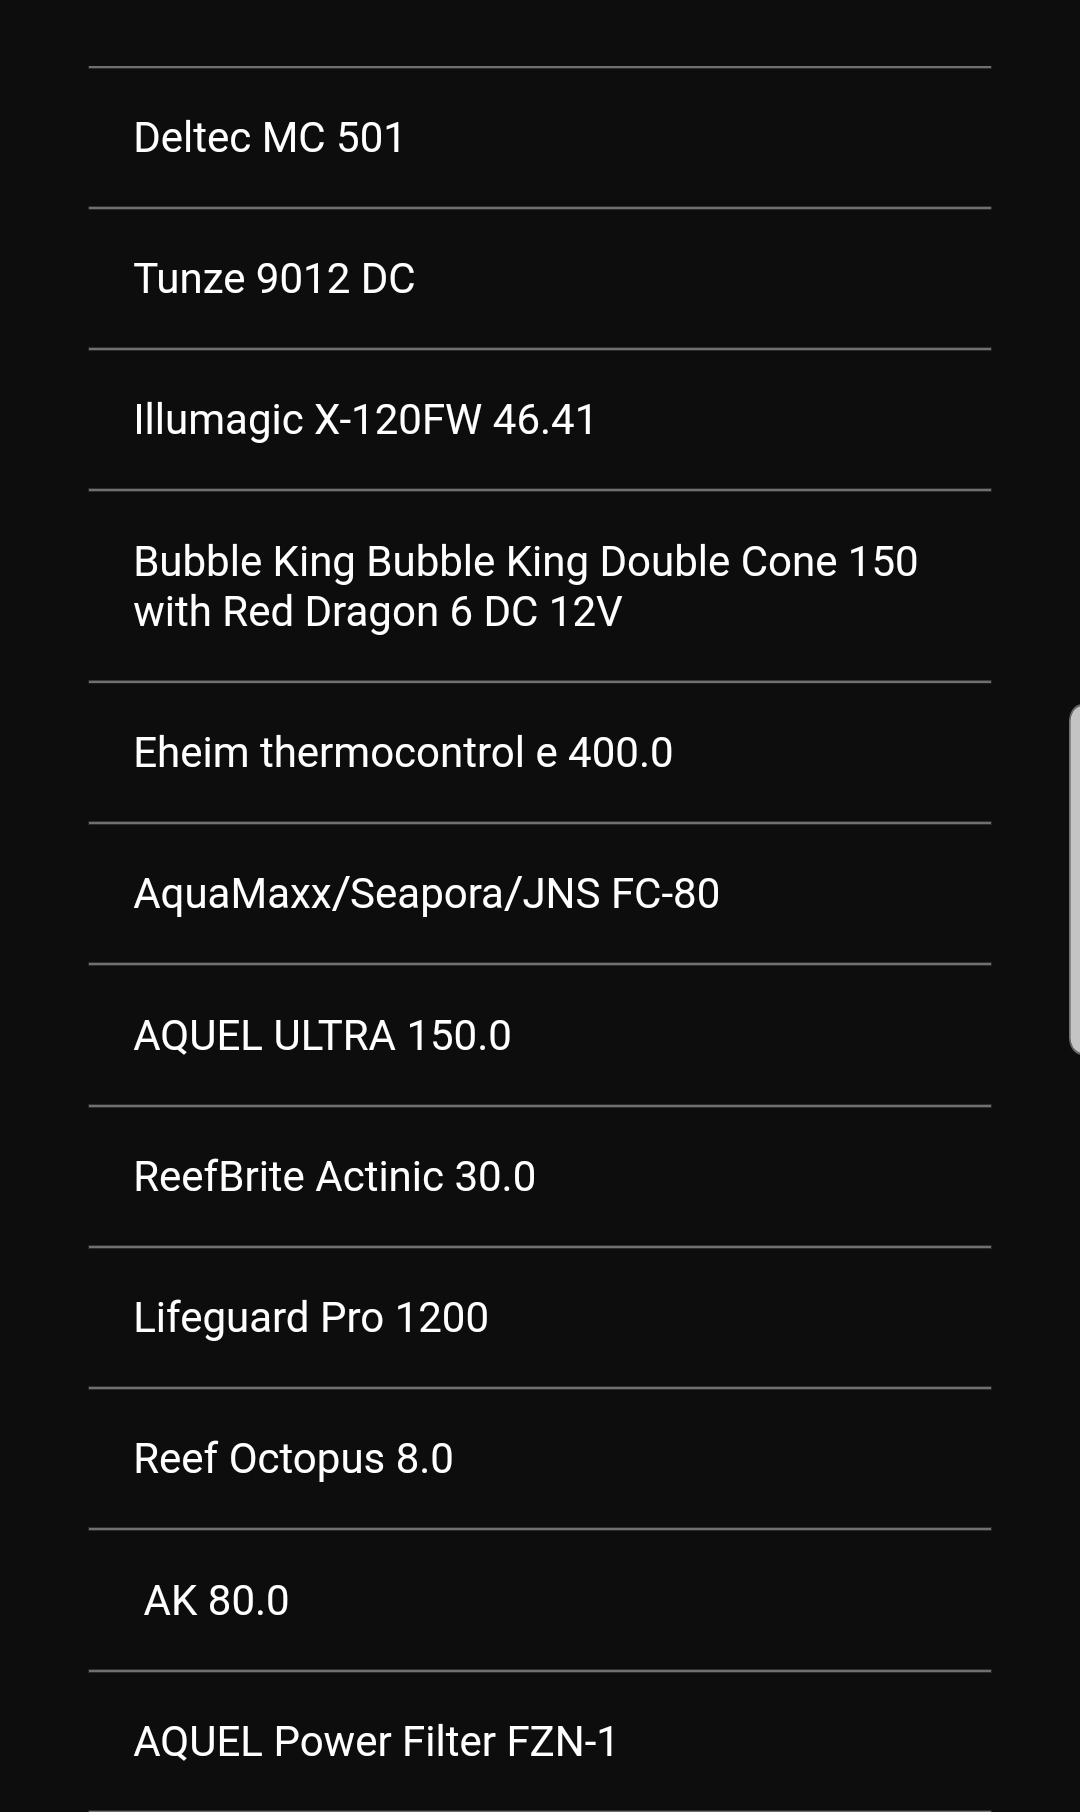 Deltec MC 501
Tunze 9012 DC
Illumagic X-120FW 46.41
Bubble King Bubble King Double Cone 150
with Red Dragon 6 DC 12V
Eheim thermocontrol e 400.0
AquaMaxx/Seapora/JNS FC-80
AQUEL ULTRA 150.0
ReefBrite Actinic 30.0
Lifeguard Pro 1200
Reef Octopus 8.0
AK 80.0
AQUEL Power Filter FZN-1